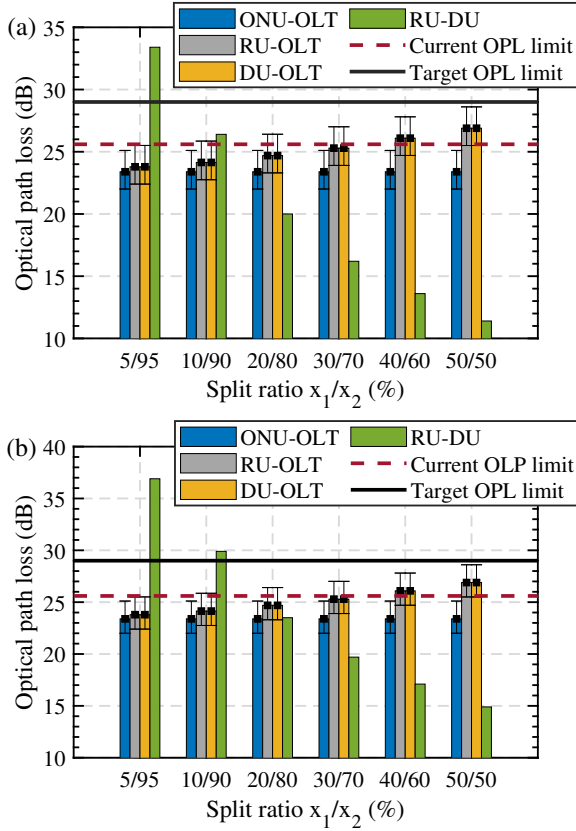 (a)
ONU-OLT
RU-OLT
DU-OLT
RU-DU
Current OPL limit
Target OPL limit
Optical path loss (dB)
35
30
25
20
15
10
5/95 10/90 20/80 30/70 40/60 50/50
Split ratio x1/x2 (%)
(b)
ONU-OLT
RU-OLT
DU-OLT
RU-DU
Current OLP limit
Target OPL limit
Optical path loss (dB)
40
35
30
25
20
15
10
5/95 10/90 20/80 30/70 40/60 50/50
Split ratio x1/x2 (%)